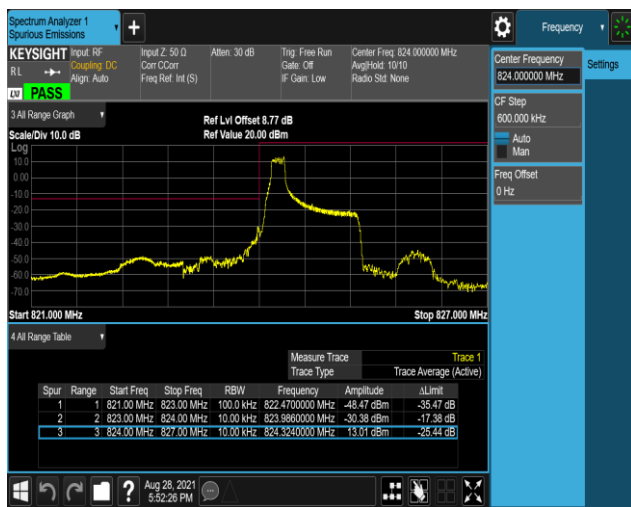 Spectrum Analyzer 1
Spurious Emissions
Frequency
KEYSIGHT Input: RF Input Z: 50 Ω Atten: 30 dB Trig: Free Run Center Freq: 824.000000 MHz
RL Coupling: DC Corr CCorr Gate: Off Avg|Hold: 10/10
Align: Auto Freq Ref: Int (S) IF Gain: Low Radio Std: None
LXI PASS
Center Frequency
824.000000 MHz
Settings
CF Step
600.000 kHz
Auto
Man
Freq Offset
0 Hz
3 All Range Graph
Ref Lvl Offset 8.77 dB
Scale/Div 10.0 dB Ref Value 20.00 dBm
Log
10.0
0.00
-10.0
-20.0
-30.0
-40.0
-50.0
-60.0
-70.0
Start 821.000 MHz Stop 827.000 MHz
4 All Range Table
Measure Trace Trace 1
Trace Type Trace Average (Active)
Spur Range Start Freq Stop Freq RBW Frequency Amplitude ΔLimit
1 1 821.00 MHz 823.00 MHz 100.0 kHz 822.4700000 MHz -48.47 dBm -35.47 dB
2 2 823.00 MHz 824.00 MHz 10.00 kHz 823.9860000 MHz -30.38 dBm -17.38 dB
3 3 824.00 MHz 827.00 MHz 10.00 kHz 824.3240000 MHz 13.01 dBm -25.44 dB
Aug 28, 2021
5:52:26 PM